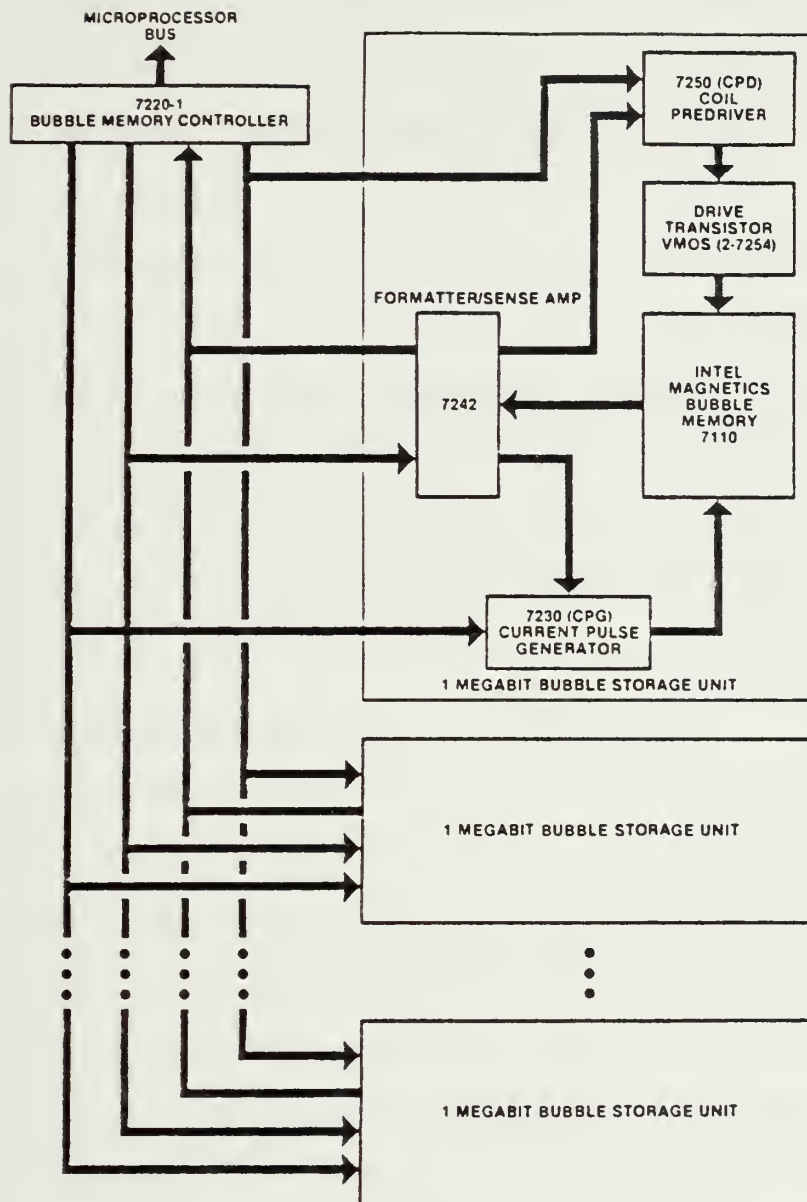 MICROPROCESSOR
BUS
7220-1
BUBBLE MEMORY CONTROLLER
7250 (CPD)
COIL
PREDRIVER
DRIVE
TRANSISTOR
VMOS (2-7254)
FORMATTER/SENSE AMP
7242
INTEL
MAGNETICS
BUBBLE
MEMORY
7110
7230 (CPG)
CURRENT PULSE
GENERATOR
1 MEGABIT BUBBLE STORAGE UNIT
1 MEGABIT BUBBLE STORAGE UNIT
1 MEGABIT BUBBLE STORAGE UNIT